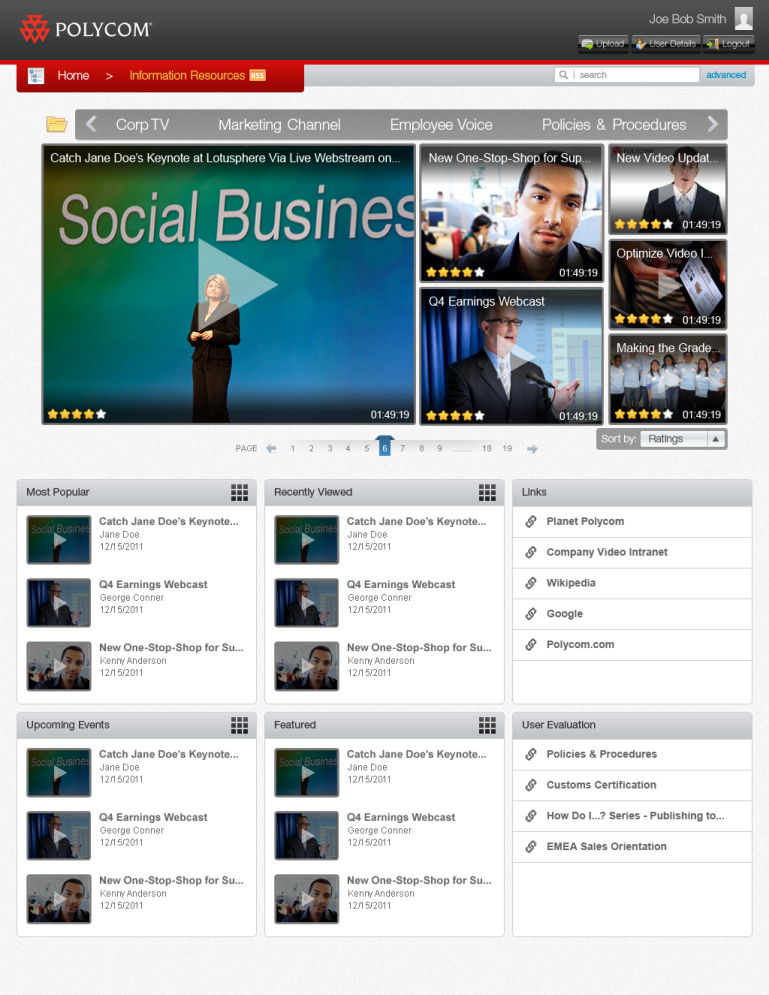 POLYCOM®
Joe Bob Smith
Upload
User Details
Logout
Home > Information Resources RSS
search
advanced
Corp TV
Marketing Channel
Employee Voice
Policies & Procedures
Catch Jane Doe's Keynote at Lotusphere Via Live Webstream on...
Social Busines
01:49:19
New One-Stop-Shop for Sup...
01:49:19
Q4 Earnings Webcast
01:49:19
New Video Updat...
01:49:19
Optimize Video I...
01:49:19
Making the Grade...
01:49:19
PAGE 1 2 3 4 5 6 7 8 9 ........ 18 19
Sort by: Ratings
Most Popular
Social Busines
Catch Jane Doe's Keynote...
Jane Doe
12/15/2011
Q4 Earnings Webcast
George Conner
12/15/2011
New One-Stop-Shop for Su...
Kenny Anderson
12/15/2011
Recently Viewed
Social Busines
Catch Jane Doe's Keynote...
Jane Doe
12/15/2011
Q4 Earnings Webcast
George Conner
12/15/2011
New One-Stop-Shop for Su...
Kenny Anderson
12/15/2011
Links
Planet Polycom
Company Video Intranet
Wikipedia
Google
Polycom.com
Upcoming Events
Social Busines
Catch Jane Doe's Keynote...
Jane Doe
12/15/2011
Q4 Earnings Webcast
George Conner
12/15/2011
New One-Stop-Shop for Su...
Kenny Anderson
12/15/2011
Featured
Social Busines
Catch Jane Doe's Keynote...
Jane Doe
12/15/2011
Q4 Earnings Webcast
George Conner
12/15/2011
New One-Stop-Shop for Su...
Kenny Anderson
12/15/2011
User Evaluation
Policies & Procedures
Customs Certification
How Do I...? Series - Publishing to...
EMEA Sales Orientation